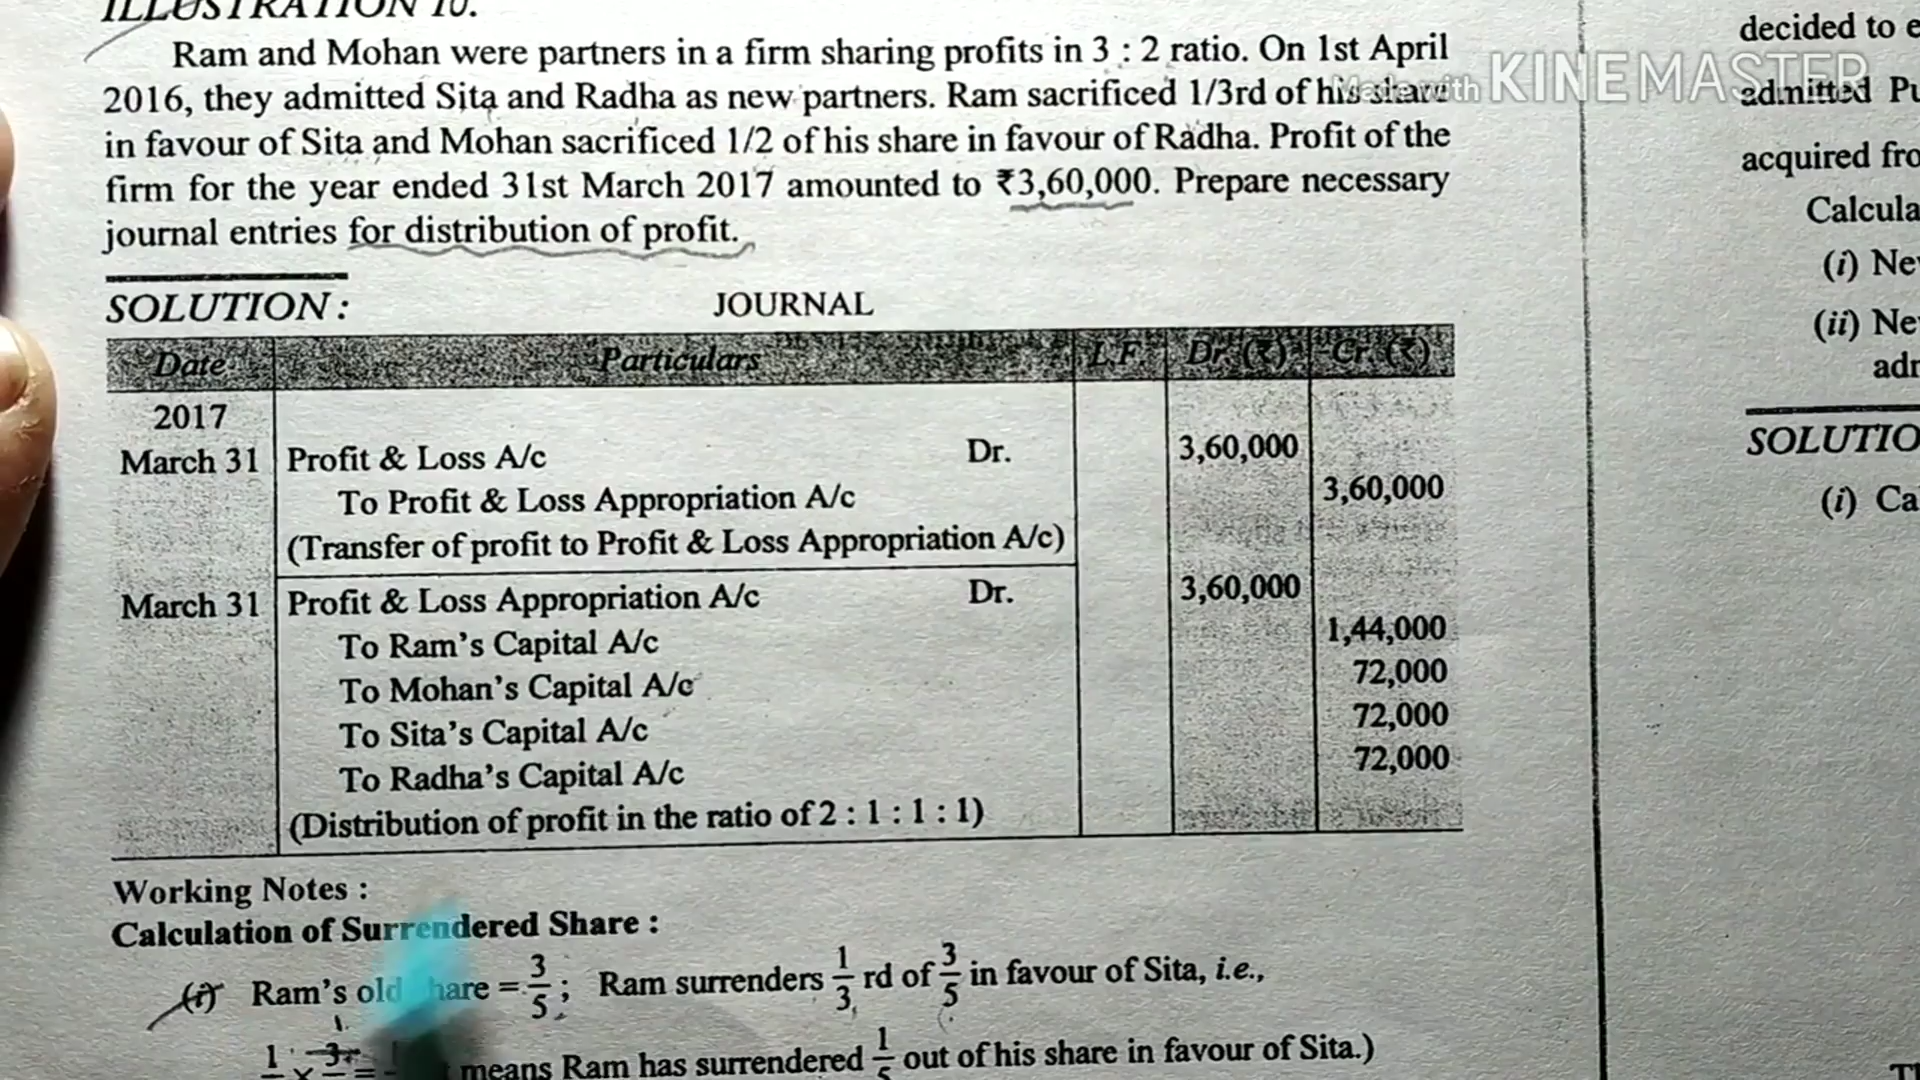 ILLUSTRATION 10.
Ram and Mohan were partners in a firm sharing profits in 3 : 2 ratio. On 1st April
2016, they admitted Sita and Radha as new partners. Ram sacrificed 1/3rd of his share
in favour of Sita and Mohan sacrificed 1/2 of his share in favour of Radha. Profit of the
firm for the year ended 31st March 2017 amounted to ₹3,60,000. Prepare necessary
journal entries for distribution of profit.
Made with KINEMASTER
SOLUTION : JOURNAL
Date Particulars L.F. Dr. (₹) Cr. (₹)
2017
March 31 Profit & Loss A/c Dr. 3,60,000
To Profit & Loss Appropriation A/c 3,60,000
(Transfer of profit to Profit & Loss Appropriation A/c)
March 31 Profit & Loss Appropriation A/c Dr. 3,60,000
To Ram's Capital A/c 1,44,000
To Mohan's Capital A/c 72,000
To Sita's Capital A/c 72,000
To Radha's Capital A/c 72,000
(Distribution of profit in the ratio of 2 : 1 : 1 : 1)
Working Notes :
Calculation of Surrendered Share :
(i) Ram's old = 3/5 ; Ram surrenders 1/3 rd of 3/5 in favour of Sita, i.e.,
means Ram has surrendered 1/5 out of his share in favour of Sita.)
decided to
admitted
acquired
(i)
(ii)
(i)